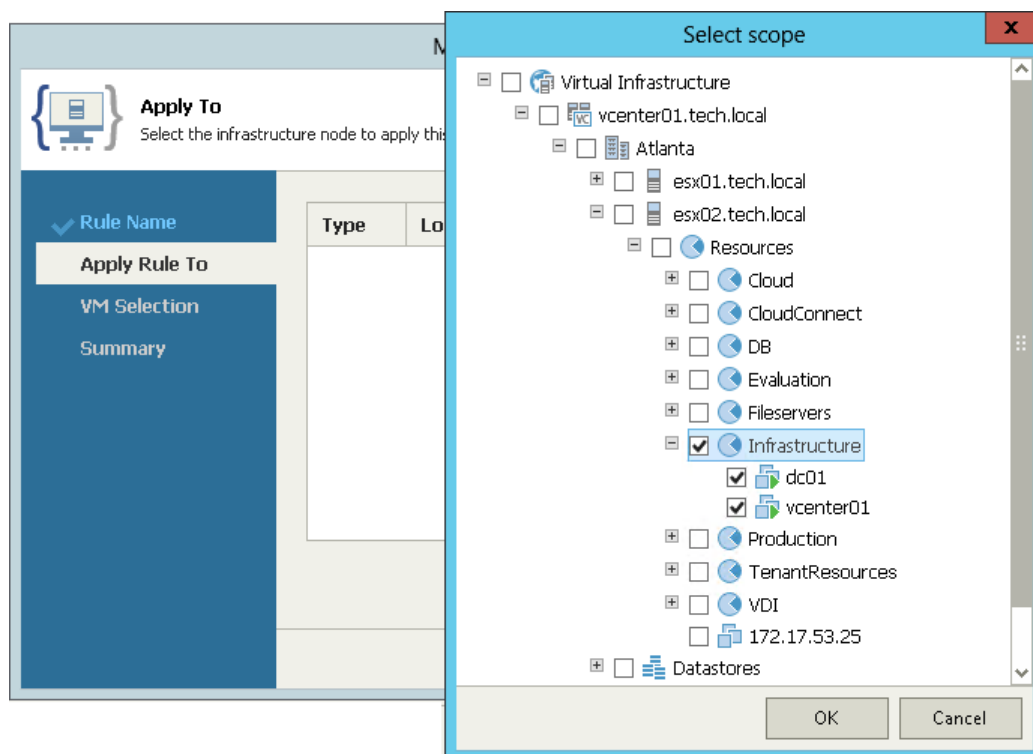 Apply To
Select the infrastructure node to apply this
Rule Name
Apply Rule To
VM Selection
Summary
Type
Select scope
x
Virtual Infrastructure
VC
vcenter01.tech.local
Atlanta
esx01.tech.local
esx02.tech.local
Resources
Cloud
CloudConnect
DB
Evaluation
Fileservers
Infrastructure
dc01
vcenter01
Production
TenantResources
VDI
172.17.53.25
Datastores
OK
Cancel